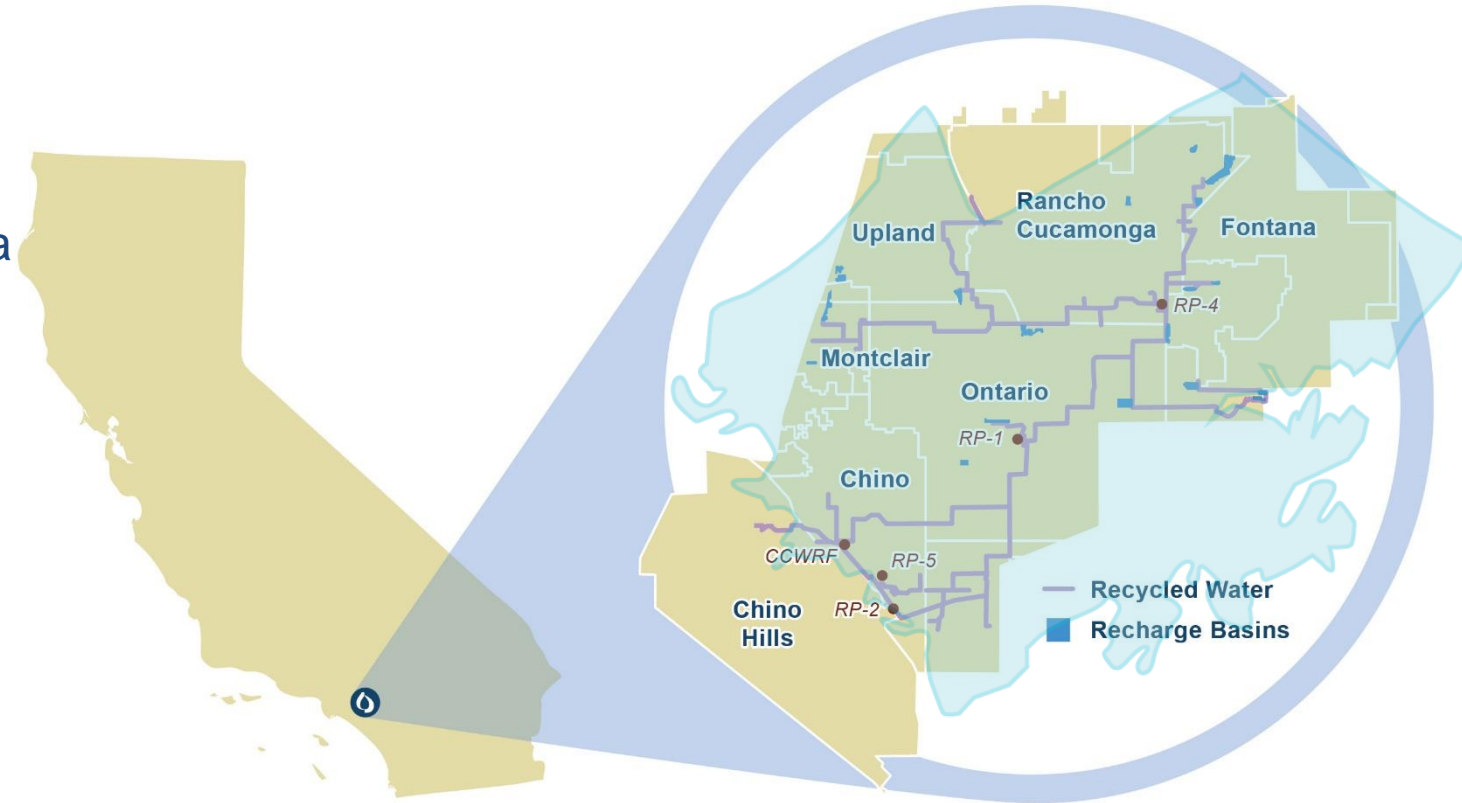 a
Rancho
Cucamonga
Upland
Fontana
RP-4
Montclair
Ontario
RP-1
Chino
CCWRF
RP-5
RP-2
Chino
Hills
Recycled Water
Recharge Basins